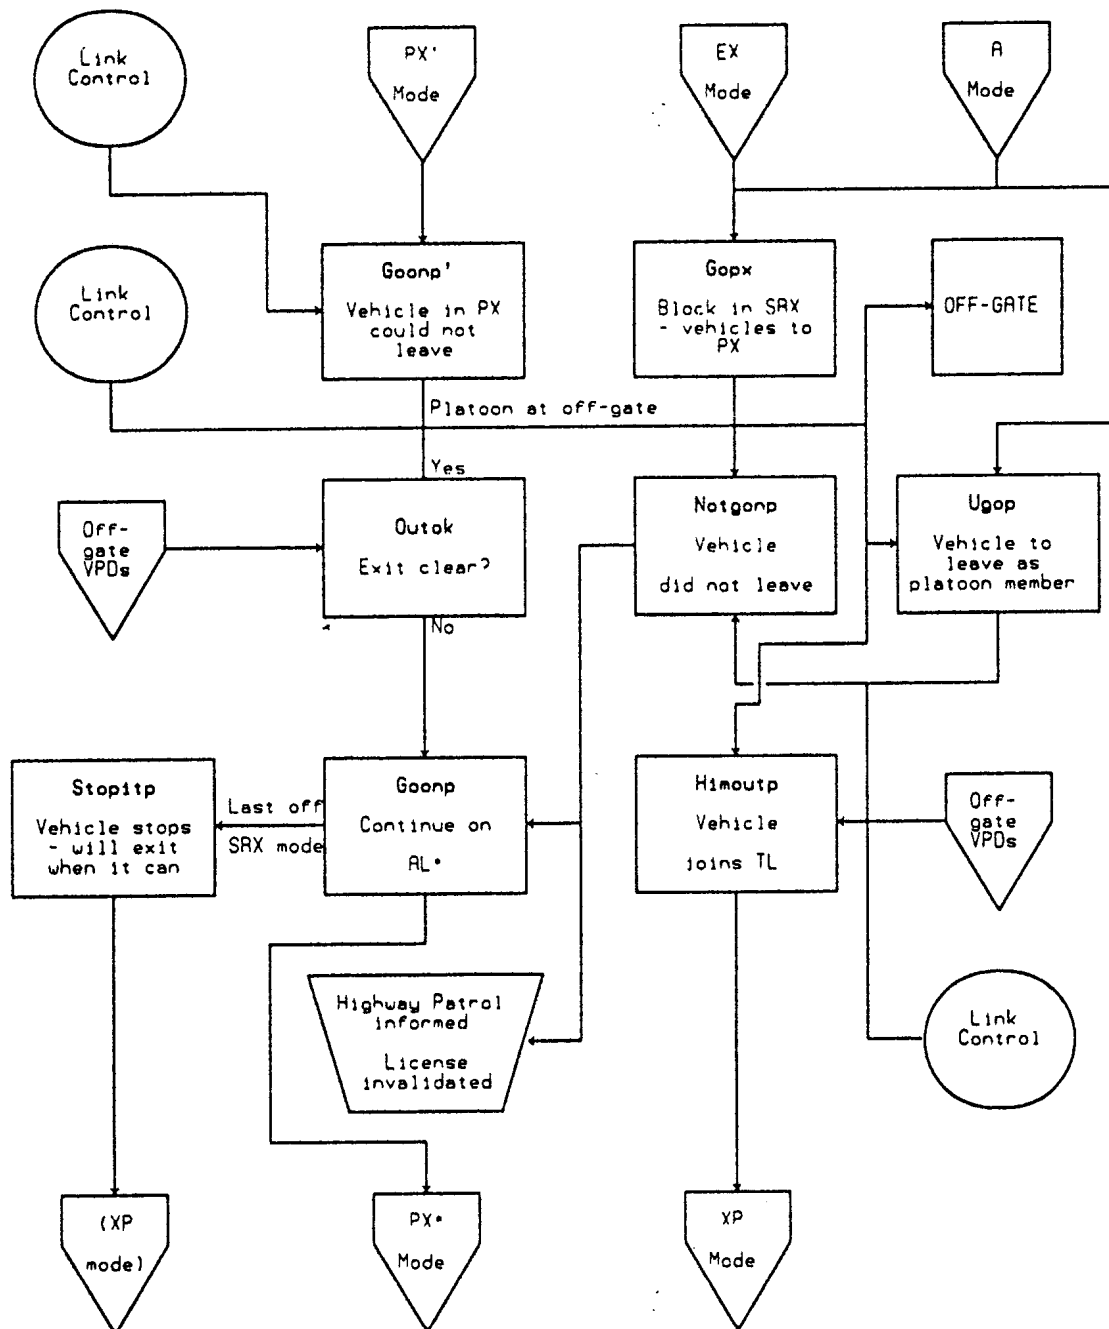 Link
Control
PX'
Mode
EX
Mode
A
Mode
Link
Control
Goonp'
Vehicle in PX
could not
leave
Gopx
Block in SRX
- vehicles to
PX
OFF-GATE
Platoon at off-gate
Yes
Off-
gate
VPDs
Outok
Exit clear?
No
Notgonp
Vehicle
did not leave
Ugop
Vehicle to
leave as
platoon member
Stopitp
Vehicle stops
- will exit
when it can
Last off
SRX mode
Goonp
Continue on
AL*
Himoutp
Vehicle
joins TL
Off-
gate
VPDs
Highway Patrol
informed
License
invalidated
Link
Control
(XP
mode)
PX*
Mode
XP
Mode